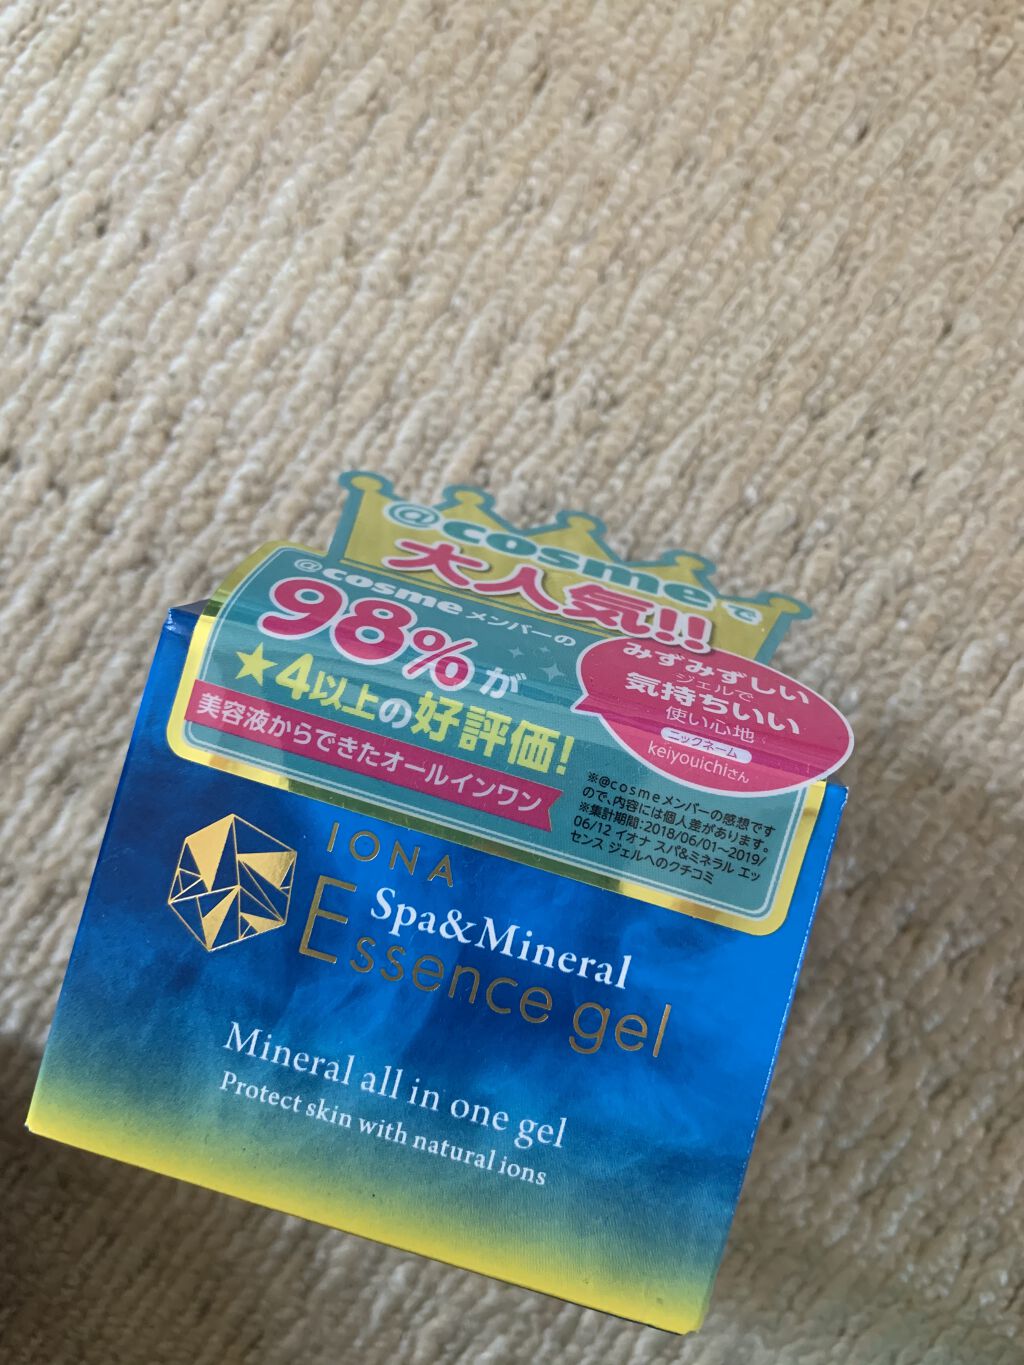 @cosmeで
大人気!!
@cosmeメンバーの
98%が
★4以上の好評価!
美容液からできたオールインワン
みずみずしい
ジェルで
気持ちいい
使い心地
ニックネーム
keiyouichiさん
※@cosmeメンバーの感想です
ので、内容には個人差があります。
※集計期間:2018/06/01~2019/
06/12 イオナ スパ&ミネラル エッ
センス ジェルへのクチコミ
IONA
Spa&Mineral
Essence gel
Mineral all in one gel
Protect skin with natural ions